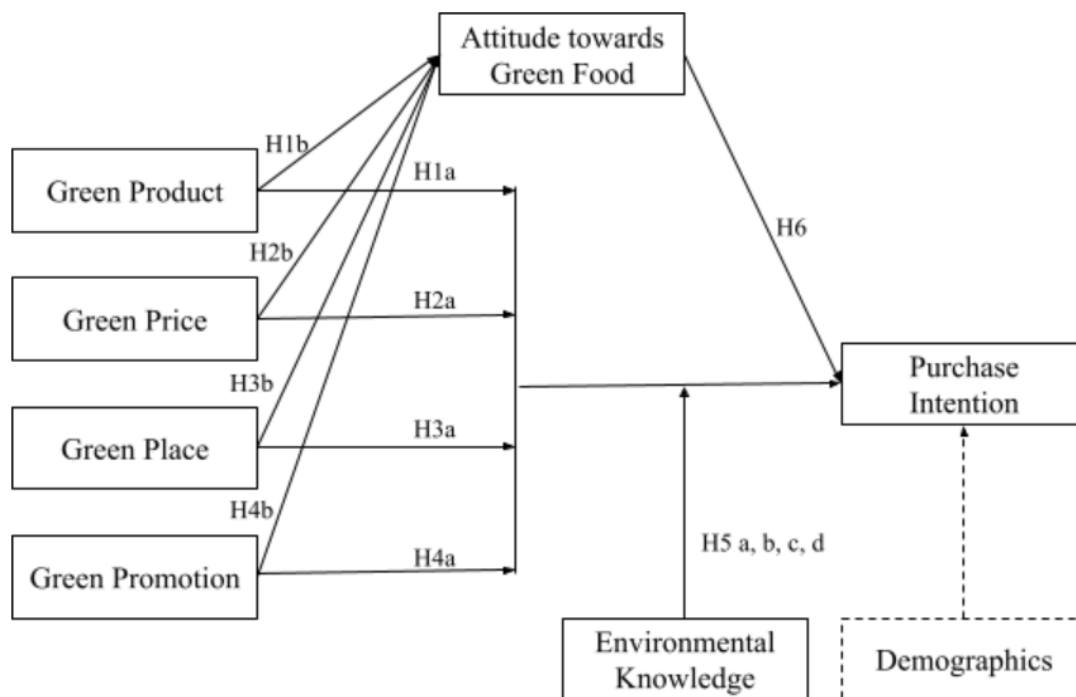 Attitude towards
Green Food
H1b
Green Product
H1a
H6
H2b
Green Price
H2a
H3b
Purchase
Intention
Green Place
H3a
H4b
Green Promotion
H4a
H5 a, b, c, d
Environmental
Knowledge
Demographics